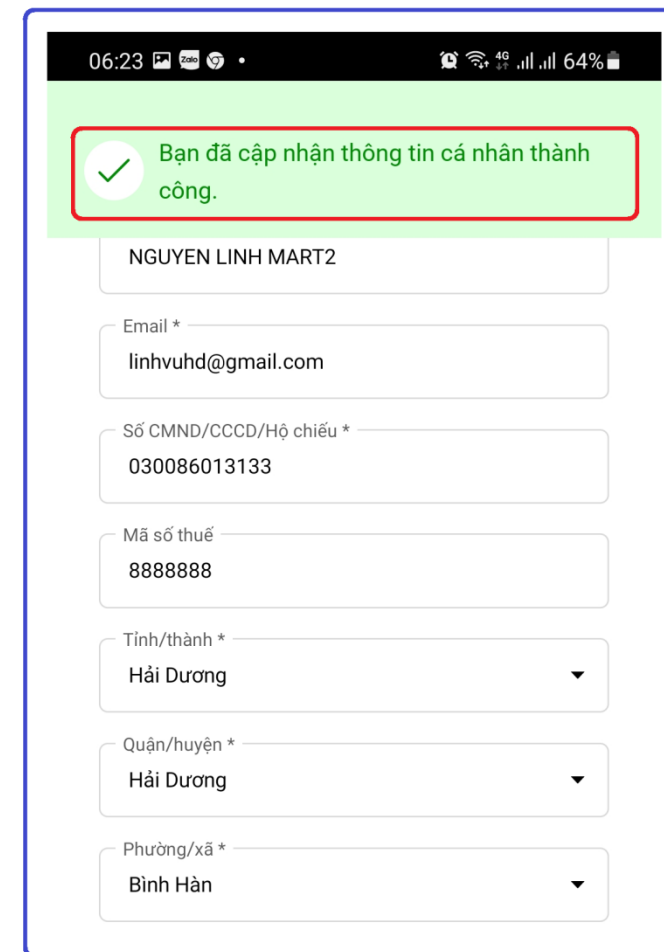 06:23 Zalo 4G 64%
Bạn đã cập nhận thông tin cá nhân thành
công.
NGUYEN LINH MART2
Email *
linhvuhd@gmail.com
Số CMND/CCCD/Hộ chiếu *
030086013133
Mã số thuế
8888888
Tỉnh/thành *
Hải Dương
Quận/huyện *
Hải Dương
Phường/xã *
Bình Hàn